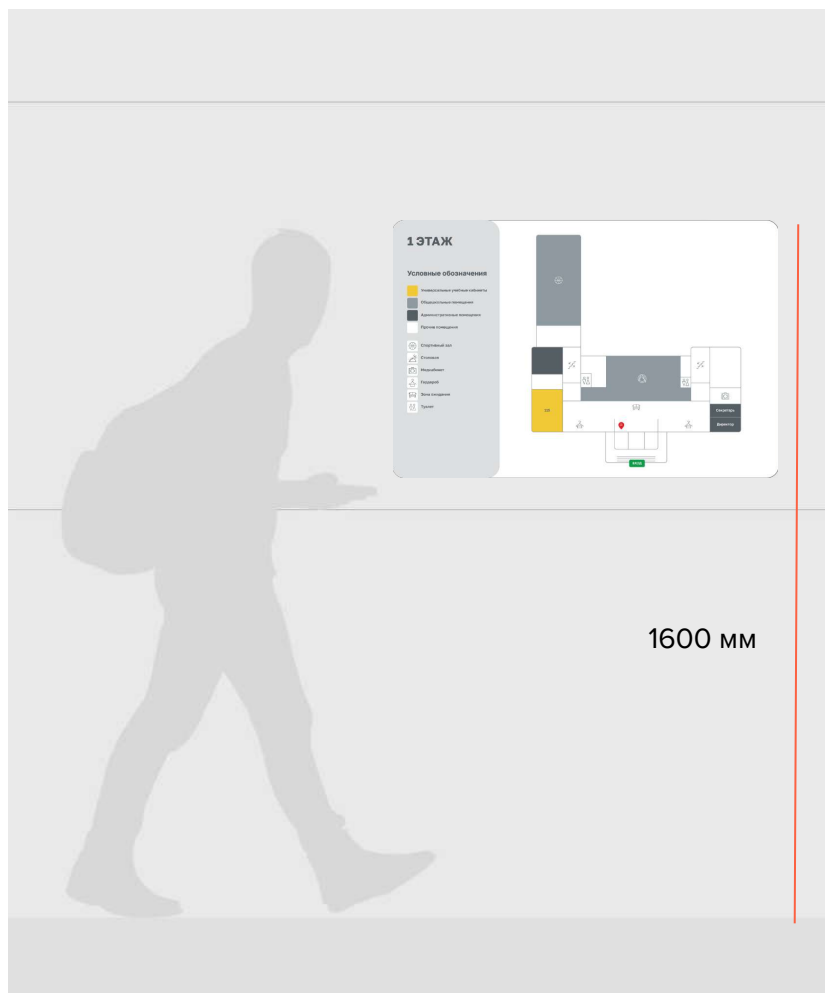 1 ЭТАЖ
Условные обозначения
Универсальные учебные кабинеты
Общешкольные помещения
Административные помещения
Прочие помещения
Спортивный зал
Столовая
Медкабинет
Гардероб
Зона ожидания
Туалет
Секретарь
Директор
1600 мм